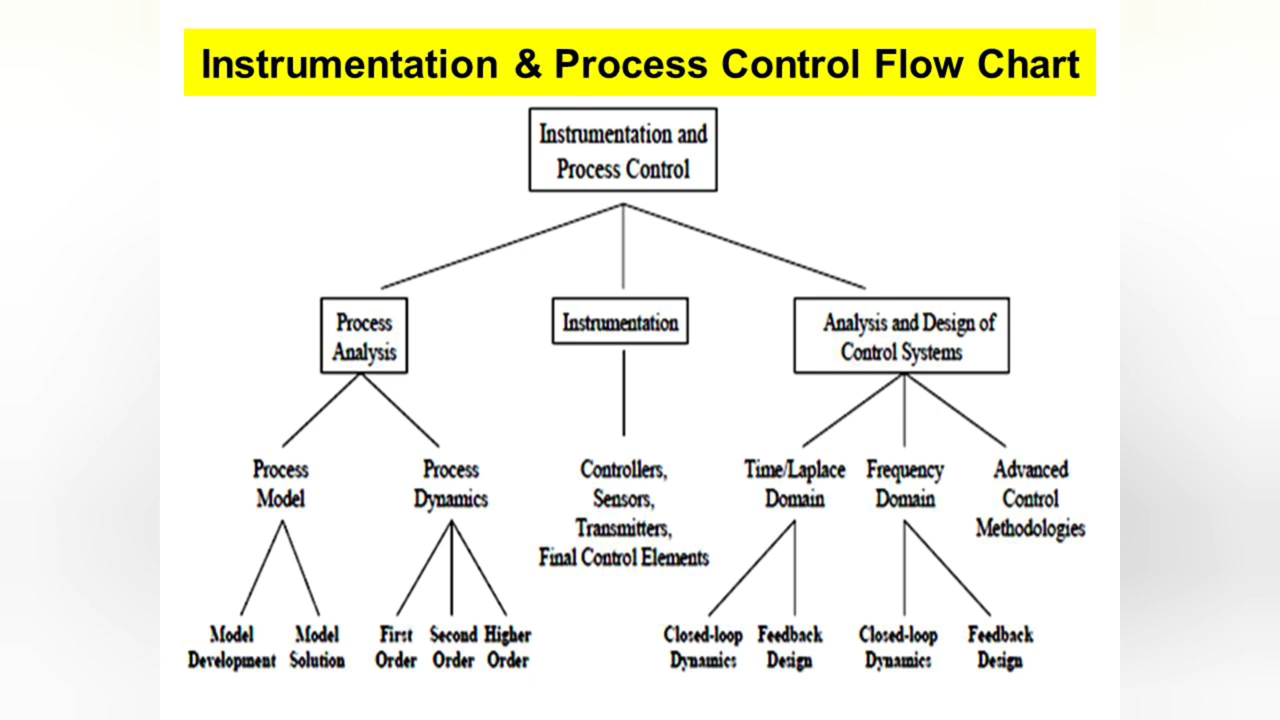 Instrumentation & Process Control Flow Chart
Instrumentation and
Process Control
Process
Analysis
Instrumentation
Analysis and Design of
Control Systems
Process
Model
Process
Dynamics
Controllers,
Sensors,
Transmitters,
Final Control Elements
Time/Laplace
Domain
Frequency
Domain
Advanced
Control
Methodologies
Model
Development
Model
Solution
First
Order
Second
Order
Higher
Order
Closed-loop
Dynamics
Feedback
Design
Closed-loop
Dynamics
Feedback
Design